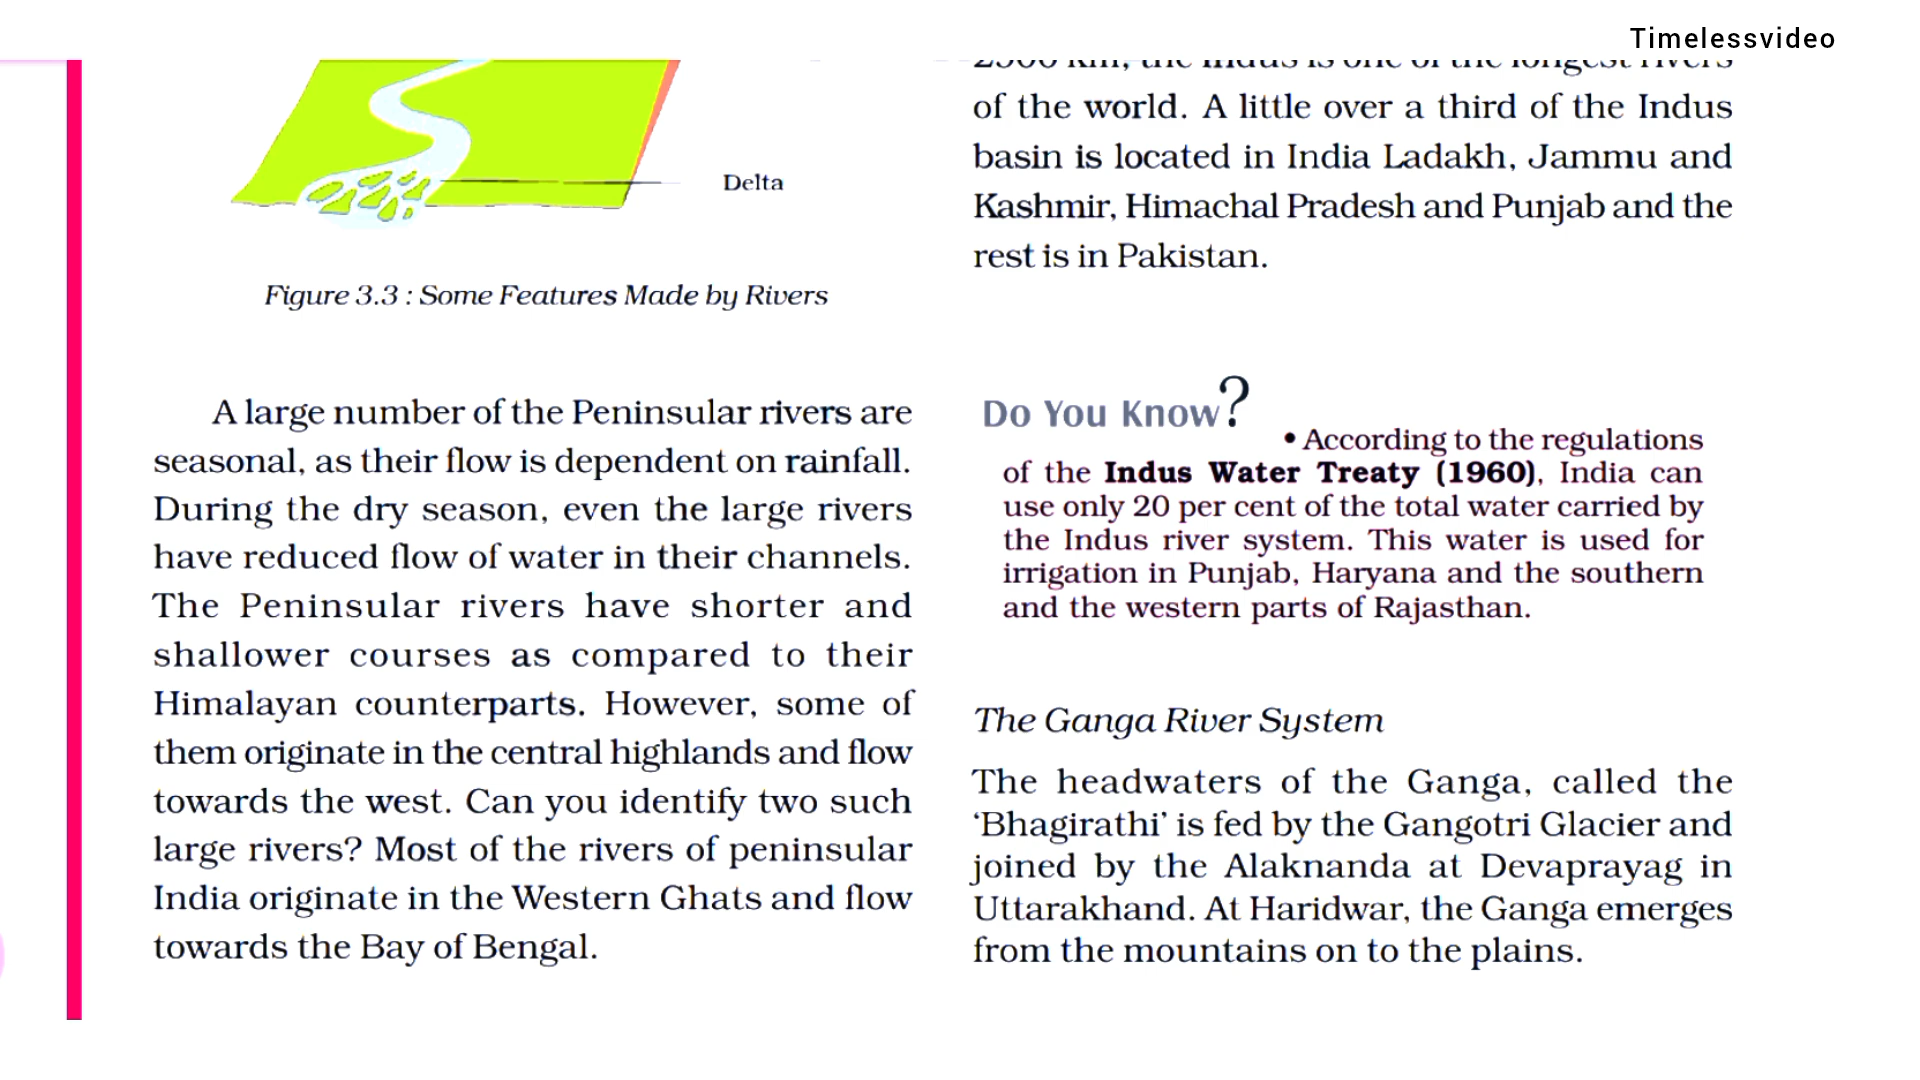 Timelessvideo
Delta
Figure 3.3 : Some Features Made by Rivers
A large number of the Peninsular rivers are
seasonal, as their flow is dependent on rainfall.
During the dry season, even the large rivers
have reduced flow of water in their channels.
The Peninsular rivers have shorter and
shallower courses as compared to their
Himalayan counterparts. However, some of
them originate in the central highlands and flow
towards the west. Can you identify two such
large rivers? Most of the rivers of peninsular
India originate in the Western Ghats and flow
towards the Bay of Bengal.
km, the Indus is one of the longest rivers
of the world. A little over a third of the Indus
basin is located in India Ladakh, Jammu and
Kashmir, Himachal Pradesh and Punjab and the
rest is in Pakistan.
Do You Know?
• According to the regulations
of the Indus Water Treaty (1960), India can
use only 20 per cent of the total water carried by
the Indus river system. This water is used for
irrigation in Punjab, Haryana and the southern
and the western parts of Rajasthan.
The Ganga River System
The headwaters of the Ganga, called the
‘Bhagirathi’ is fed by the Gangotri Glacier and
joined by the Alaknanda at Devaprayag in
Uttarakhand. At Haridwar, the Ganga emerges
from the mountains on to the plains.